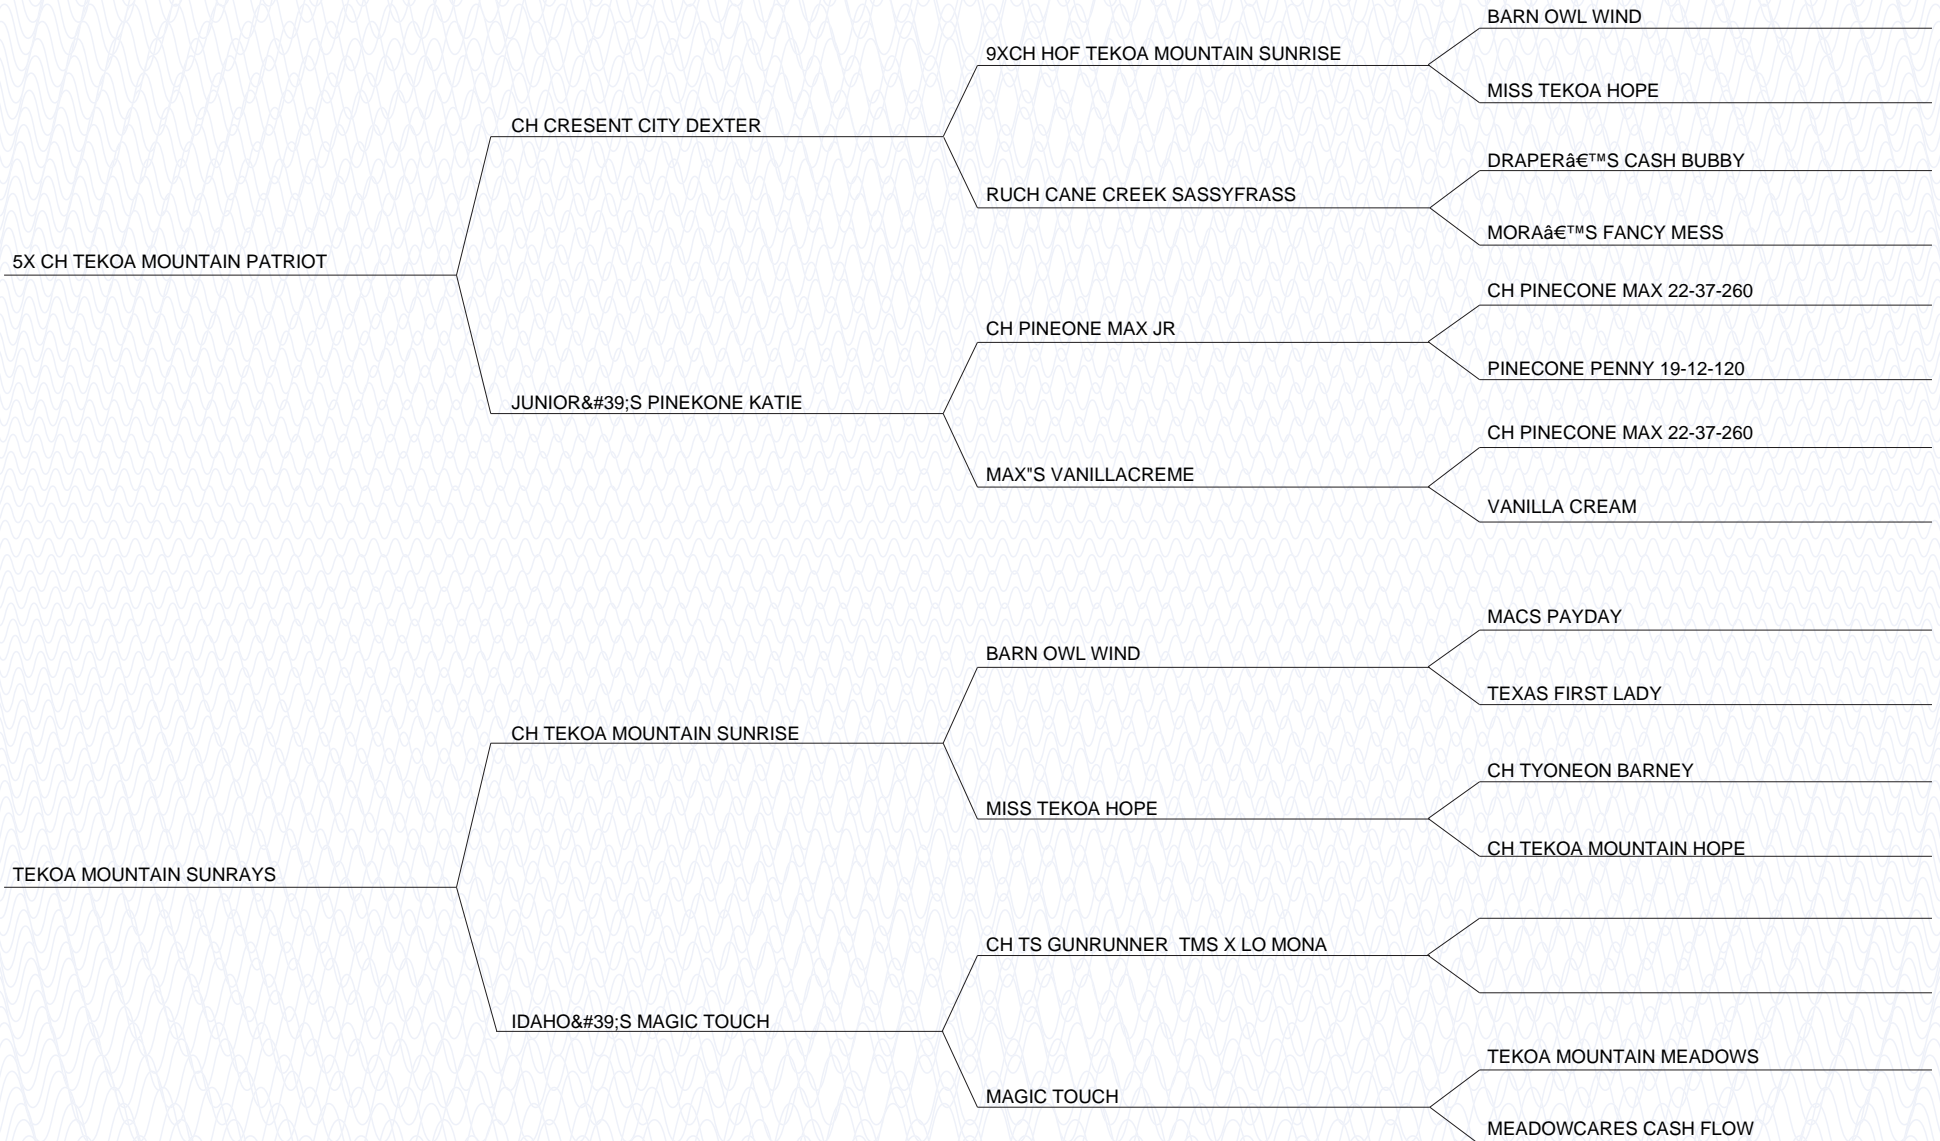 BARN OWL WIND
9XCH HOF TEKOA MOUNTAIN SUNRISE
MISS TEKOA HOPE
CH CRESENT CITY DEXTER
DRAPER’S CASH BUBBY
RUCH CANE CREEK SASSYFRASS
MORA’S FANCY MESS
5X CH TEKOA MOUNTAIN PATRIOT
CH PINECONE MAX 22-37-260
CH PINEONE MAX JR
PINECONE PENNY 19-12-120
JUNIOR&#39;S PINEKONE KATIE
CH PINECONE MAX 22-37-260
MAX"S VANILLACREME
VANILLA CREAM
MACS PAYDAY
BARN OWL WIND
TEXAS FIRST LADY
CH TEKOA MOUNTAIN SUNRISE
CH TYONEON BARNEY
MISS TEKOA HOPE
CH TEKOA MOUNTAIN HOPE
TEKOA MOUNTAIN SUNRAYS
CH TS GUNRUNNER  TMS X LO MONA
IDAHO&#39;S MAGIC TOUCH
TEKOA MOUNTAIN MEADOWS
MAGIC TOUCH
MEADOWCARES CASH FLOW